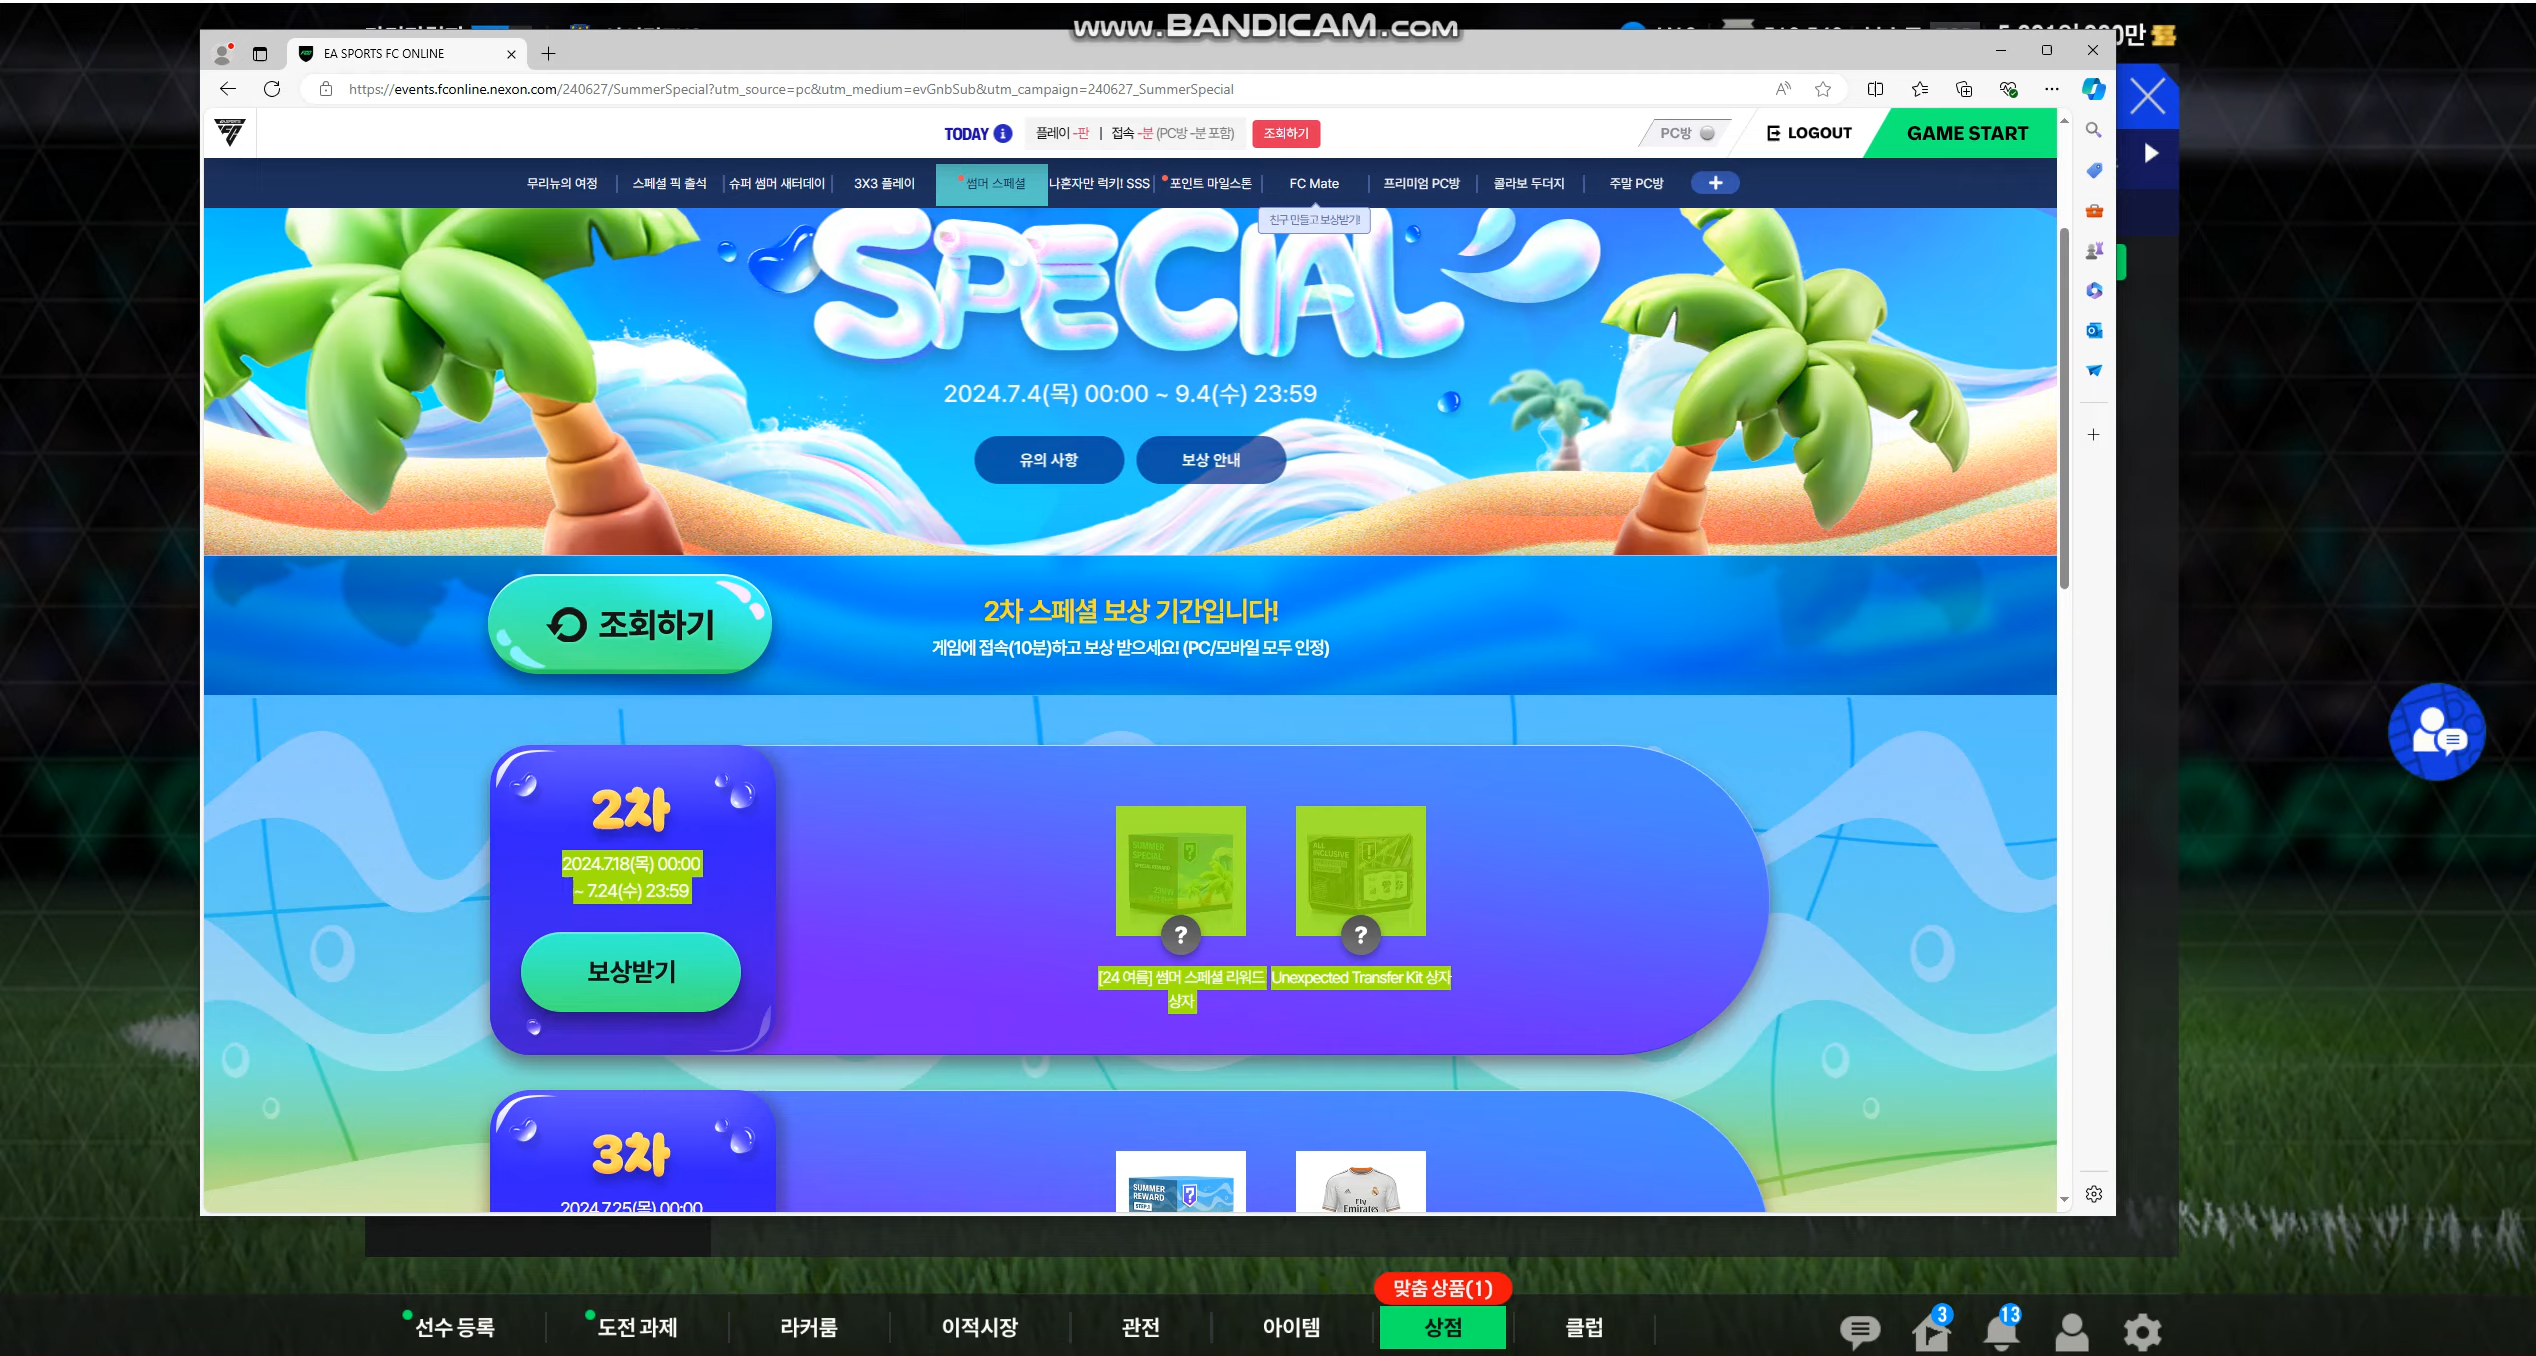 www.BANDICAM.com
EA SPORTS FC ONLINE
https://events.fconline.nexon.com/240627/SummerSpecial?utm_source=pc&utm_medium=evGnbSub&utm_campaign=240627_SummerSpecial
TODAY 플레이 -판 | 접속 -분 (PC방 -분 포함) 조회하기 PC방 LOGOUT GAME START
무리뉴의 여정 스페셜 픽 출석 슈퍼 썸머 새터데이 3X3 플레이 썸머 스페셜 나혼자만 럭키! SSS 포인트 마일스톤 FC Mate 프리미엄 PC방 콜라보 두더지 주말 PC방
친구 만들고 보상받기!
SPECIAL
2024.7.4(목) 00:00 ~ 9.4(수) 23:59
유의 사항 보상 안내
조회하기
2차 스페셜 보상 기간입니다!
게임에 접속(10분)하고 보상 받으세요! (PC/모바일 모두 인정)
2차
2024.7.18(목) 00:00
~ 7.24(수) 23:59
보상받기
SUMMER
SPECIAL
ALL
INCLUSIVE
[24 여름] 썸머 스페셜 리워드
상자
Unexpected Transfer Kit 상자
3차
2024.7.25(목) 00:00
SUMMER
REWARD
STEP.1
Fly
Emirates
맞춤 상품(1)
선수 등록 도전 과제 라커룸 이적시장 관전 아이템 상점 클럽
3
13